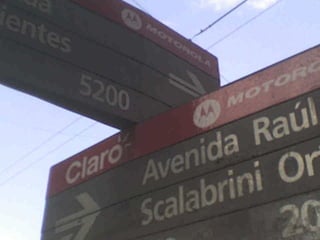 MOTOROLA
ientes
5200
Claro
MOTORO
Avenida Raúl
Scalabrini Or
20